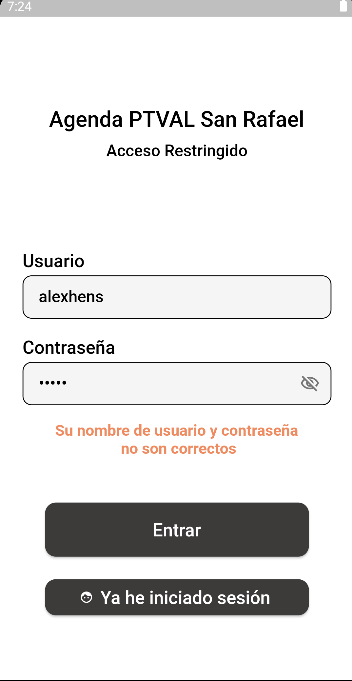 7:24
Agenda PTVAL San Rafael
Acceso Restringido
Usuario
alexhens
Contraseña
•••••
Su nombre de usuario y contraseña
no son correctos
Entrar
Ya he iniciado sesión